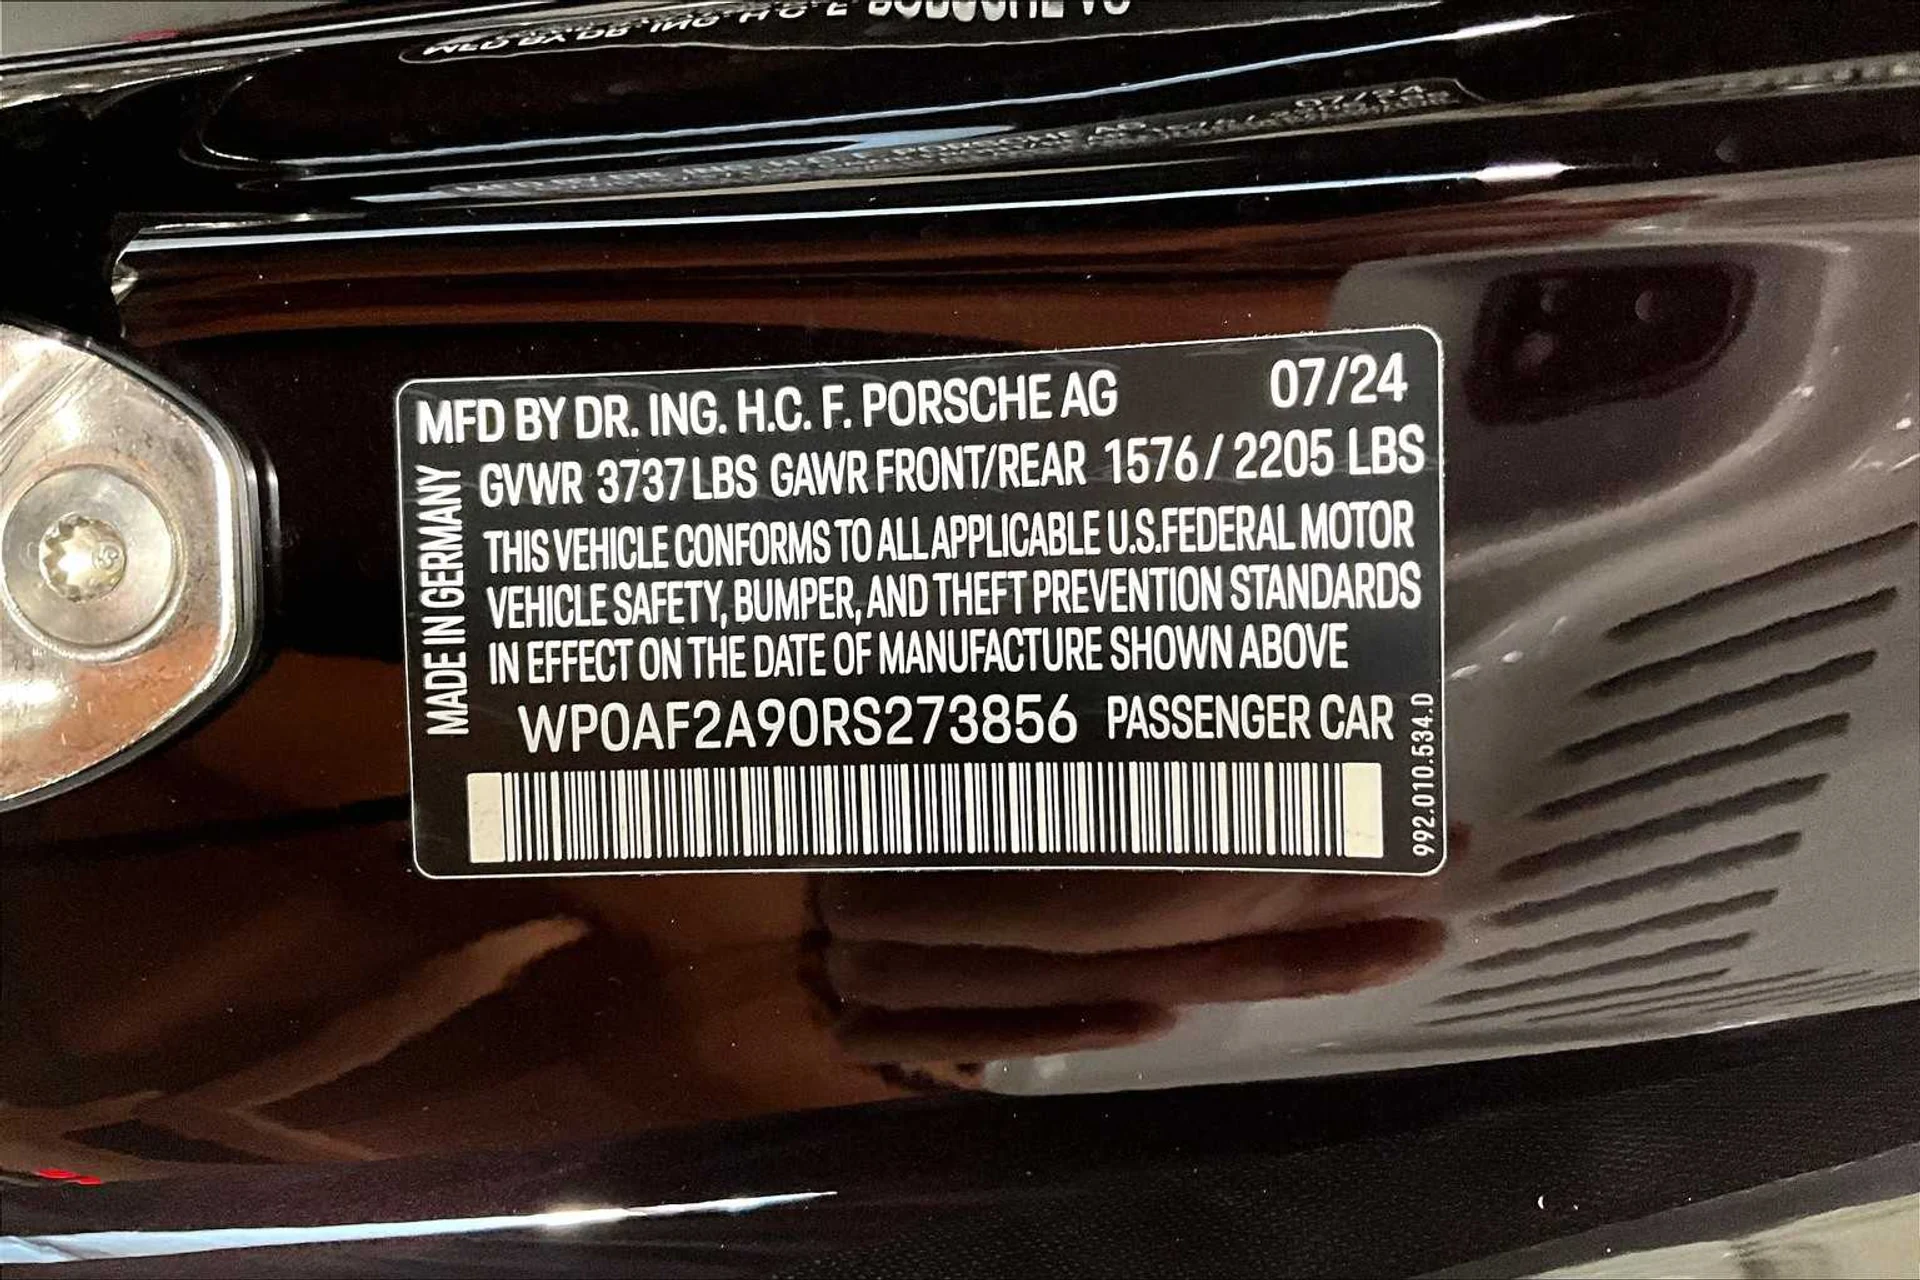 MFD BY DR. ING. H.C. F. PORSCHE AG 07/24
GVWR 3737 LBS GAWR FRONT/REAR 1576 / 2205 LBS
THIS VEHICLE CONFORMS TO ALL APPLICABLE U.S.FEDERAL MOTOR
VEHICLE SAFETY, BUMPER, AND THEFT PREVENTION STANDARDS
IN EFFECT ON THE DATE OF MANUFACTURE SHOWN ABOVE
WP0AF2A90RS273856 PASSENGER CAR
MADE IN GERMANY
992.010.534.D